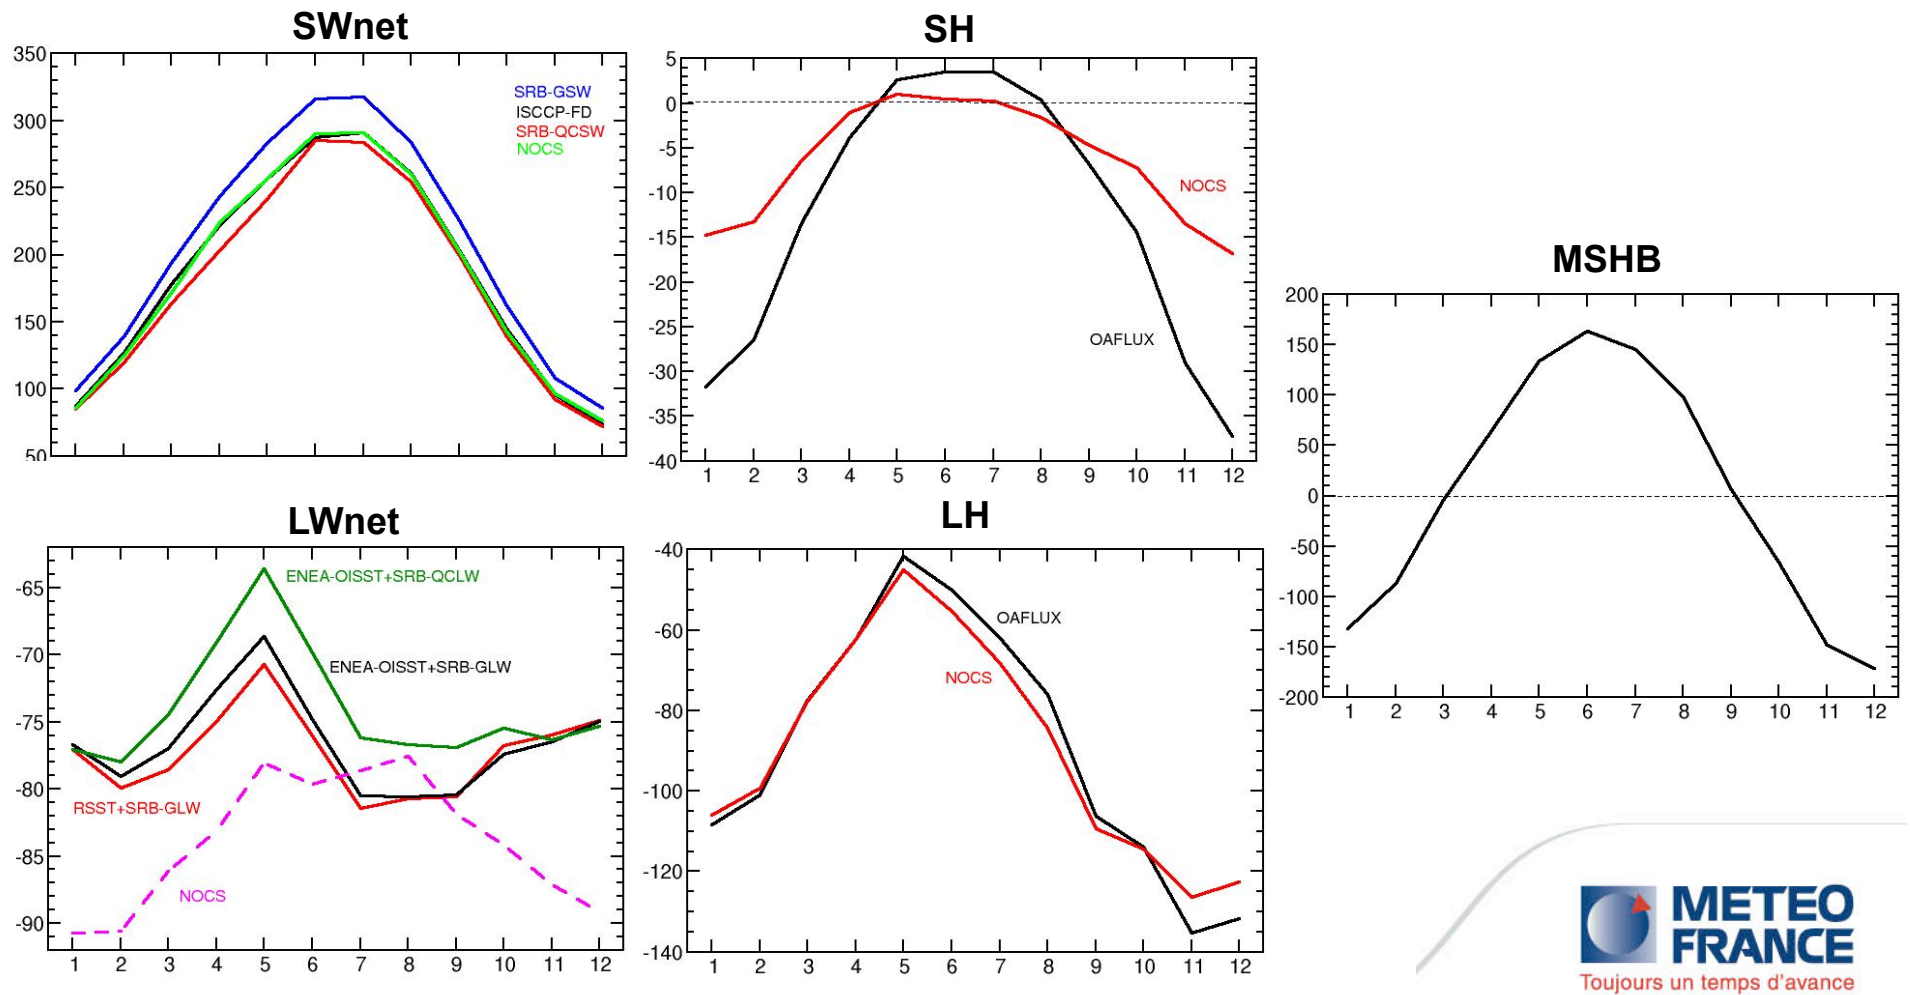 SWnet
350
300
250
200
150
100
50
SRB-GSW
ISCCP-FD
SRB-QCSW
NOCS
SH
5
0
-5
-10
-15
-20
-25
-30
-35
-40
NOCS
OAFLUX
1 2 3 4 5 6 7 8 9 10 11 12
MSHB
200
150
100
50
0
-50
-100
-150
-200
1 2 3 4 5 6 7 8 9 10 11 12
LWnet
-65
-70
-75
-80
-85
-90
ENEA-OISST+SRB-QCLW
ENEA-OISST+SRB-GLW
RSST+SRB-GLW
NOCS
1 2 3 4 5 6 7 8 9 10 11 12
LH
-40
-60
-80
-100
-120
-140
OAFLUX
NOCS
1 2 3 4 5 6 7 8 9 10 11 12
METEO
FRANCE
Toujours un temps d'avance